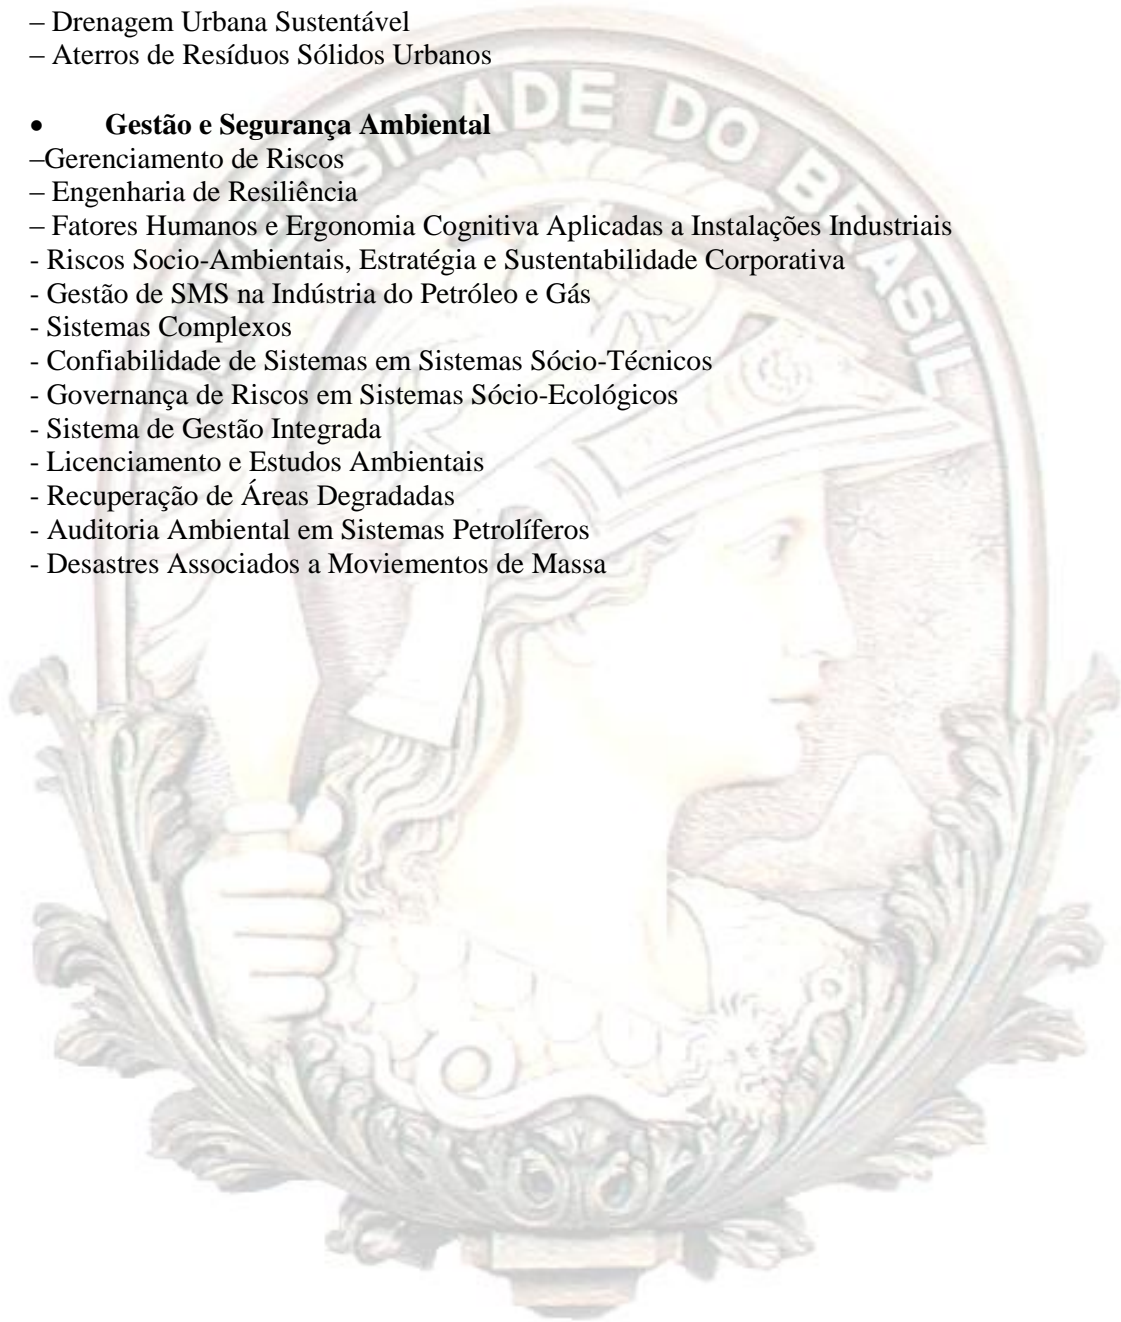 – Drenagem Urbana Sustentável
– Aterros de Resíduos Sólidos Urbanos
• Gestão e Segurança Ambiental
–Gerenciamento de Riscos
– Engenharia de Resiliência
– Fatores Humanos e Ergonomia Cognitiva Aplicadas a Instalações Industriais
- Riscos Socio-Ambientais, Estratégia e Sustentabilidade Corporativa
- Gestão de SMS na Indústria do Petróleo e Gás
- Sistemas Complexos
- Confiabilidade de Sistemas em Sistemas Sócio-Técnicos
- Governança de Riscos em Sistemas Sócio-Ecológicos
- Sistema de Gestão Integrada
- Licenciamento e Estudos Ambientais
- Recuperação de Áreas Degradadas
- Auditoria Ambiental em Sistemas Petrolíferos
- Desastres Associados a Moviementos de Massa
UNIVERSIDADE DO BRASIL